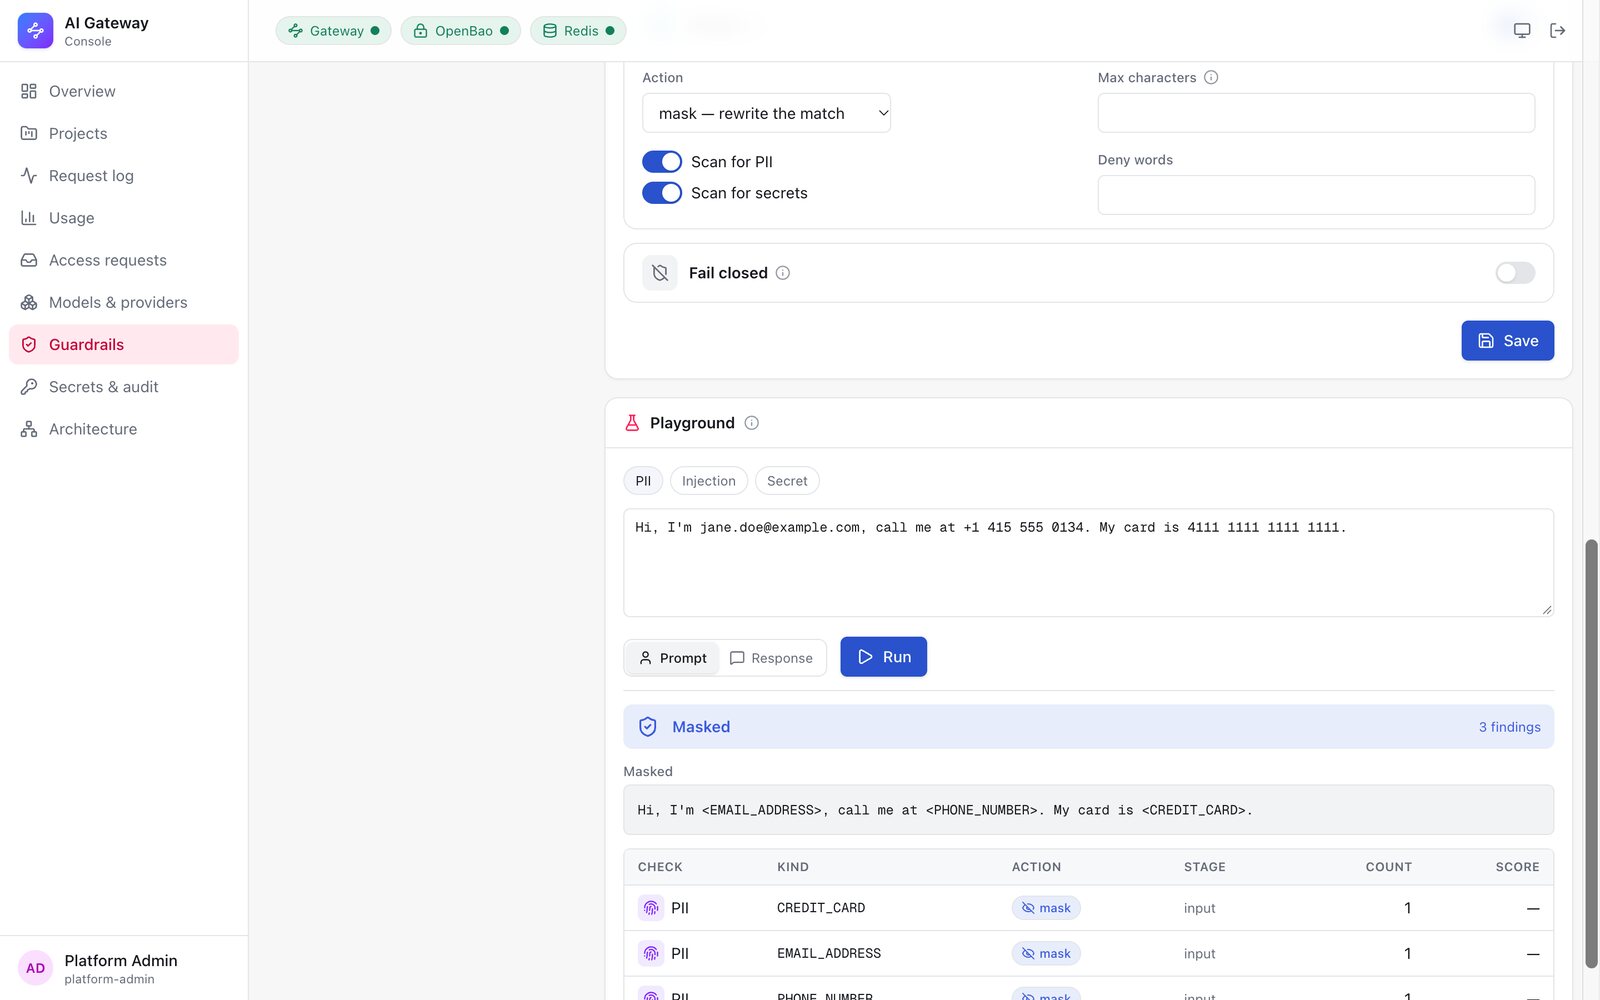 AI Gateway
Console
Gateway
OpenBao
Redis
Overview
Projects
Request log
Usage
Access requests
Models & providers
Guardrails
Secrets & audit
Architecture
AD
Platform Admin
platform-admin
Action
Max characters
mask — rewrite the match
Scan for PII
Scan for secrets
Deny words
Fail closed
Save
Playground
PII
Injection
Secret
Hi, I'm jane.doe@example.com, call me at +1 415 555 0134. My card is 4111 1111 1111 1111.
Prompt
Response
Run
Masked
3 findings
Masked
Hi, I'm <EMAIL_ADDRESS>, call me at <PHONE_NUMBER>. My card is <CREDIT_CARD>.
CHECK KIND ACTION STAGE COUNT SCORE
PII CREDIT_CARD mask input 1 —
PII EMAIL_ADDRESS mask input 1 —
PII PHONE_NUMBER mask input 1 —